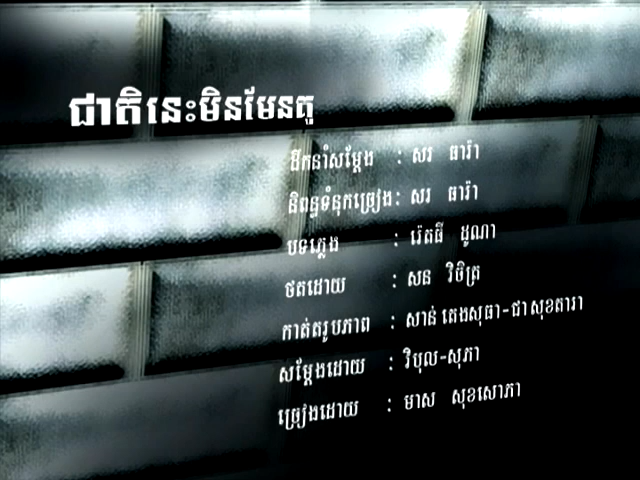 ជាតិនេះមិនមែនគូ
ដឹកនាំសម្ដែង : សរ ធារ៉ា
និពន្ធទំនុកច្រៀង : សរ ធារ៉ា
បទភ្លេង : រ៉េតធី ដូណា
ថតដោយ : សន វិចិត្រ
កាត់តរូបភាព : សាន់ តេងសុធា-ជាសុខតារា
សម្ដែងដោយ : វិបុល-សុភា
ច្រៀងដោយ : មាស សុខសោភា